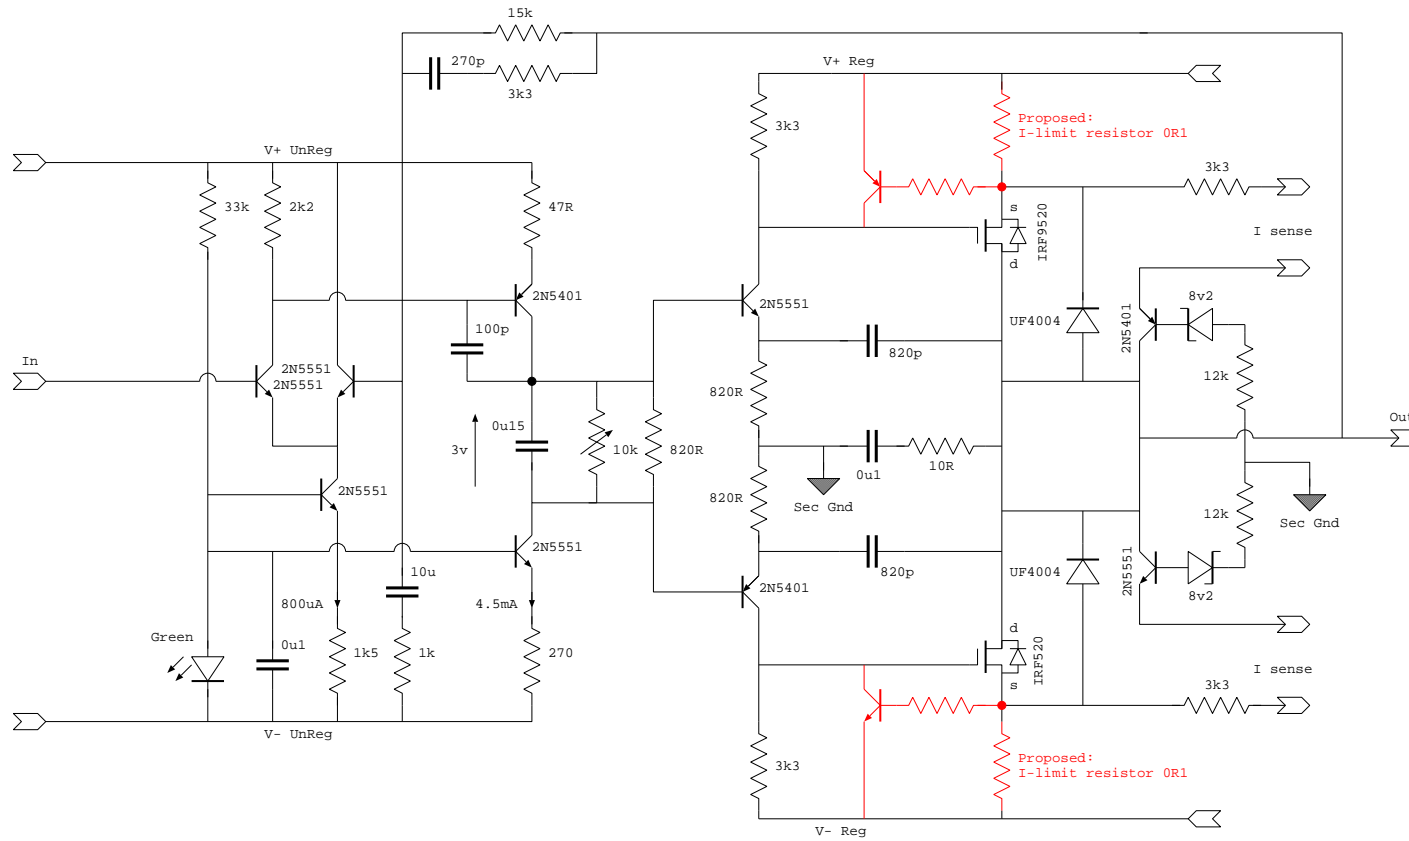 15k
270p
3k3
V+ Reg
3k3
Proposed:
I-limit resistor 0R1
V+ UnReg
3k3
33k
2k2
47R
s
IRF9520
I sense
d
2N5401
2N5551
8v2
2N5401
UF4004
100p
820p
In
2N5551
2N5551
12k
820R
0u15
3v
10k
820R
0u1
10R
Out
820R
Sec Gnd
2N5551
12k
Sec Gnd
2N5551
10u
820p
UF4004
2N5551
2N5401
8v2
800uA
4.5mA
Green
0u1
1k5
1k
270
d
IRF520
s
I sense
3k3
V- UnReg
Proposed:
I-limit resistor 0R1
3k3
V- Reg